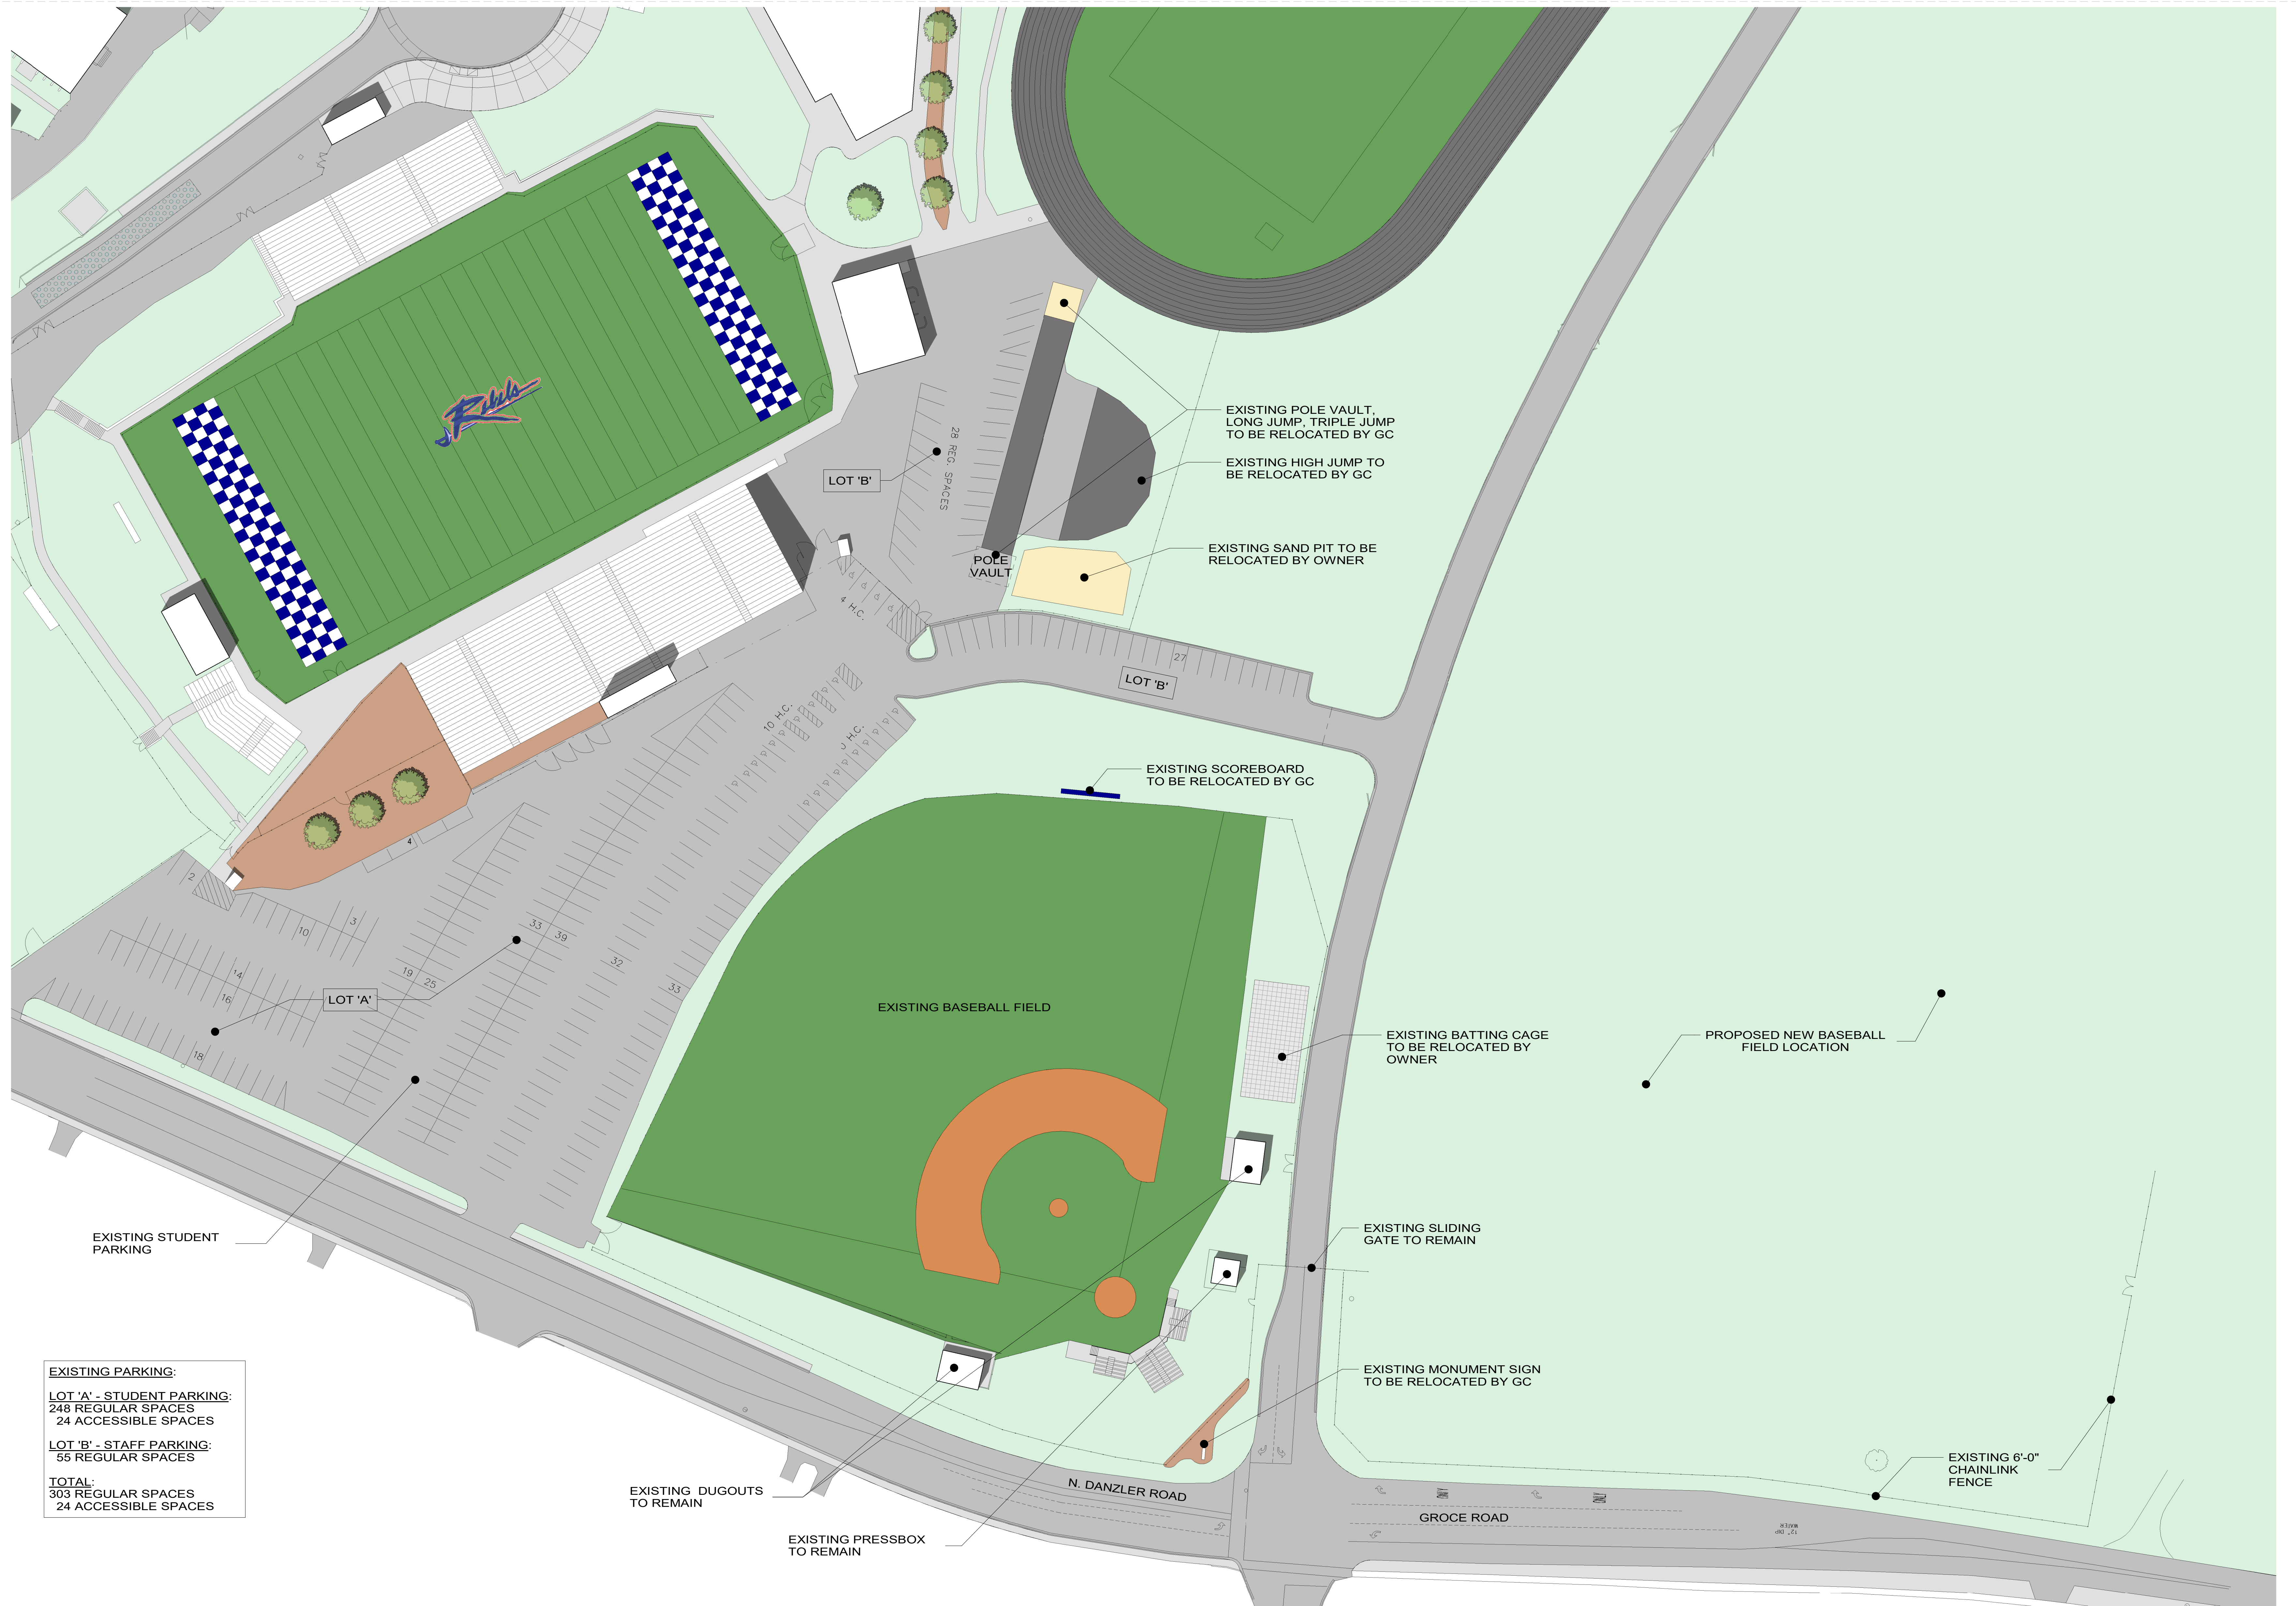 Rebels
28 REG. SPACES
LOT 'B'
POLE
VAULT
4 H.C.
EXISTING POLE VAULT,
LONG JUMP, TRIPLE JUMP
TO BE RELOCATED BY GC
EXISTING HIGH JUMP TO
BE RELOCATED BY GC
EXISTING SAND PIT TO BE
RELOCATED BY OWNER
27
LOT 'B'
10 H.C.
H.C.
EXISTING SCOREBOARD
TO BE RELOCATED BY GC
4
2
3
10
33
39
32
33
14
16
19
25
18
LOT 'A'
EXISTING BASEBALL FIELD
EXISTING BATTING CAGE
TO BE RELOCATED BY
OWNER
PROPOSED NEW BASEBALL
FIELD LOCATION
EXISTING STUDENT
PARKING
EXISTING SLIDING
GATE TO REMAIN
EXISTING MONUMENT SIGN
TO BE RELOCATED BY GC
EXISTING PARKING:
LOT 'A' - STUDENT PARKING:
248 REGULAR SPACES
24 ACCESSIBLE SPACES
LOT 'B' - STAFF PARKING:
55 REGULAR SPACES
TOTAL:
303 REGULAR SPACES
24 ACCESSIBLE SPACES
EXISTING DUGOUTS
TO REMAIN
EXISTING PRESSBOX
TO REMAIN
N. DANZLER ROAD
GROCE ROAD
ONLY
ONLY
12" DIP
WATER
EXISTING 6'-0"
CHAINLINK
FENCE